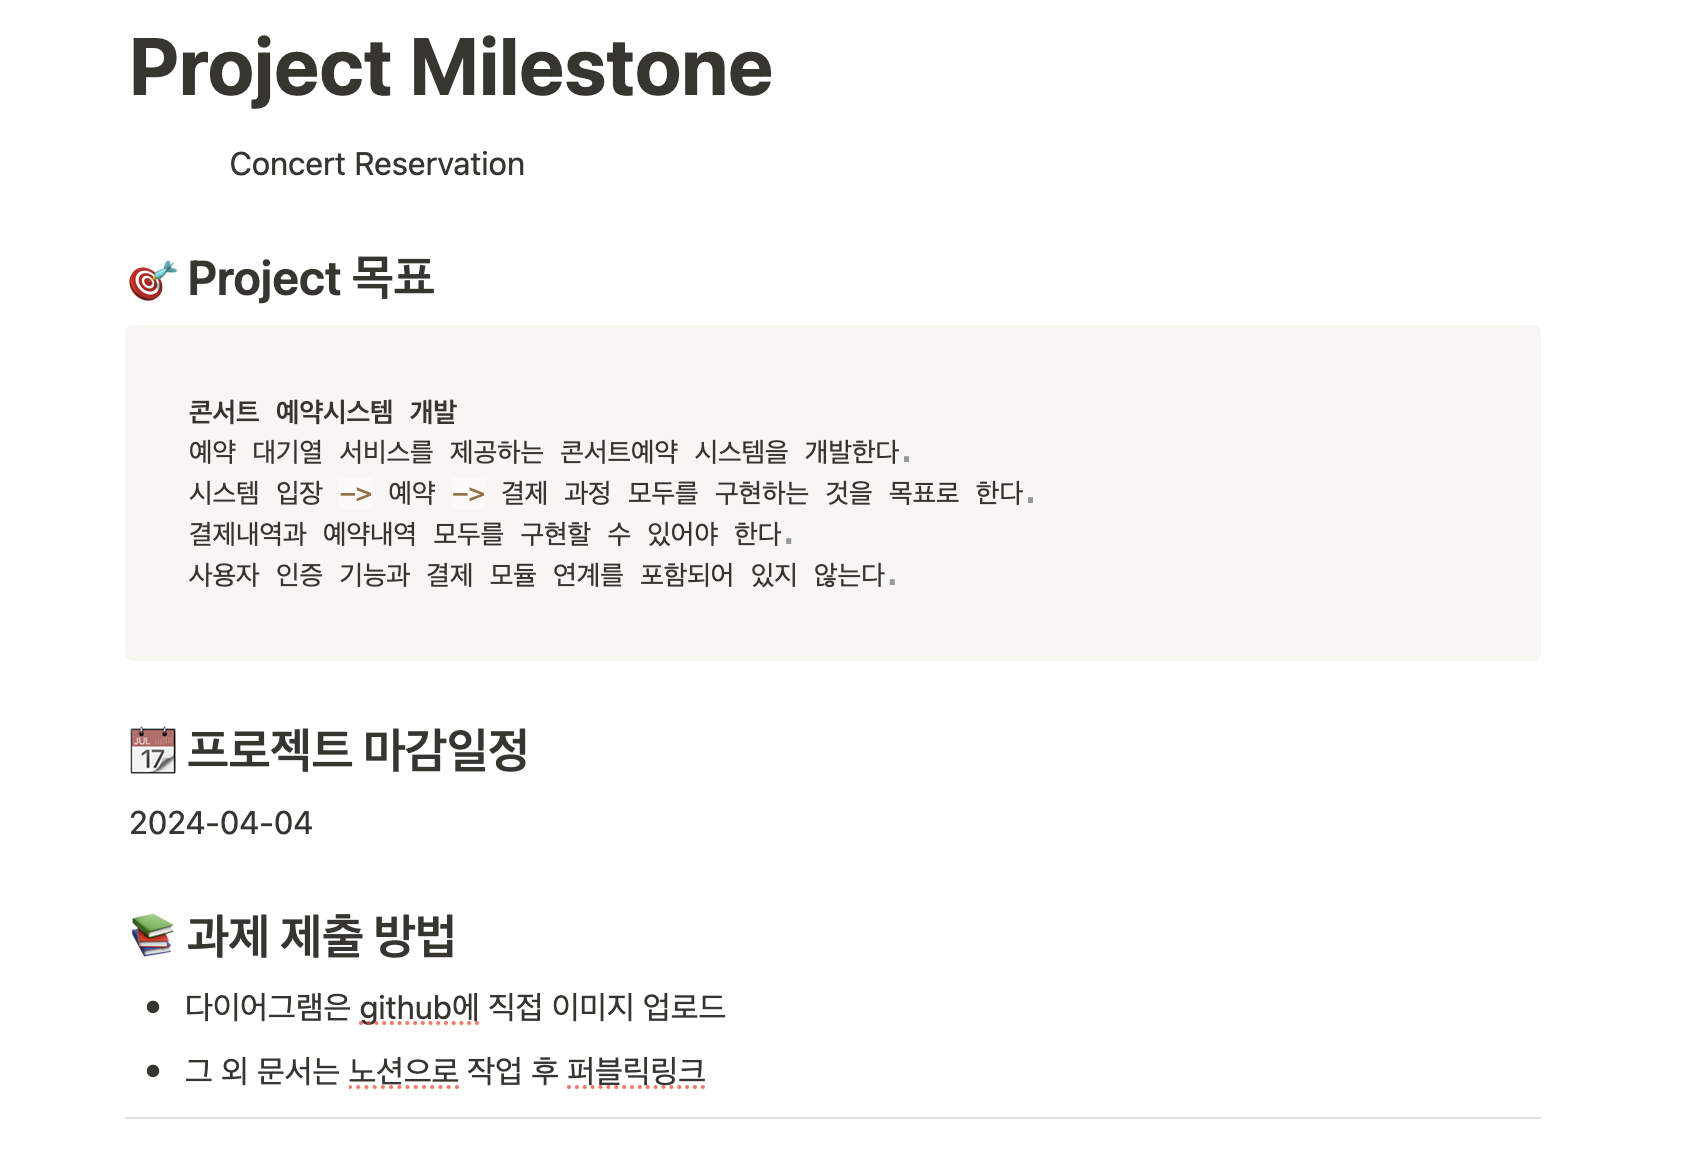 Project Milestone
Concert Reservation
🎯 Project 목표
콘서트 예약시스템 개발
예약 대기열 서비스를 제공하는 콘서트예약 시스템을 개발한다.
시스템 입장 —> 예약 —> 결제 과정 모두를 구현하는 것을 목표로 한다.
결제내역과 예약내역 모두를 구현할 수 있어야 한다.
사용자 인증 기능과 결제 모듈 연계를 포함되어 있지 않는다.
📆 프로젝트 마감일정
2024-04-04
📚 과제 제출 방법
• 다이어그램은 github에 직접 이미지 업로드
• 그 외 문서는 노션으로 작업 후 퍼블릭링크